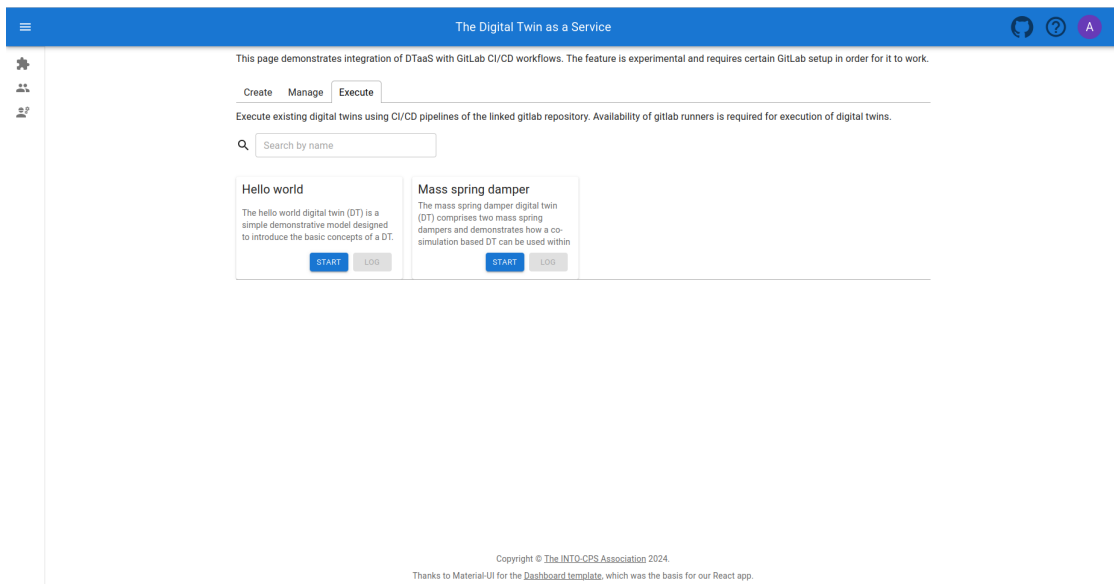 The Digital Twin as a Service
A
This page demonstrates integration of DTaaS with GitLab CI/CD workflows. The feature is experimental and requires certain GitLab setup in order for it to work.
Create Manage Execute
Execute existing digital twins using CI/CD pipelines of the linked gitlab repository. Availability of gitlab runners is required for execution of digital twins.
Search by name
Hello world
The hello world digital twin (DT) is a
simple demonstrative model designed
to introduce the basic concepts of a DT.
START LOG
Mass spring damper
The mass spring damper digital twin
(DT) comprises two mass spring
dampers and demonstrates how a co-
simulation based DT can be used within
START LOG
Copyright © The INTO-CPS Association 2024.
Thanks to Material-UI for the Dashboard template, which was the basis for our React app.